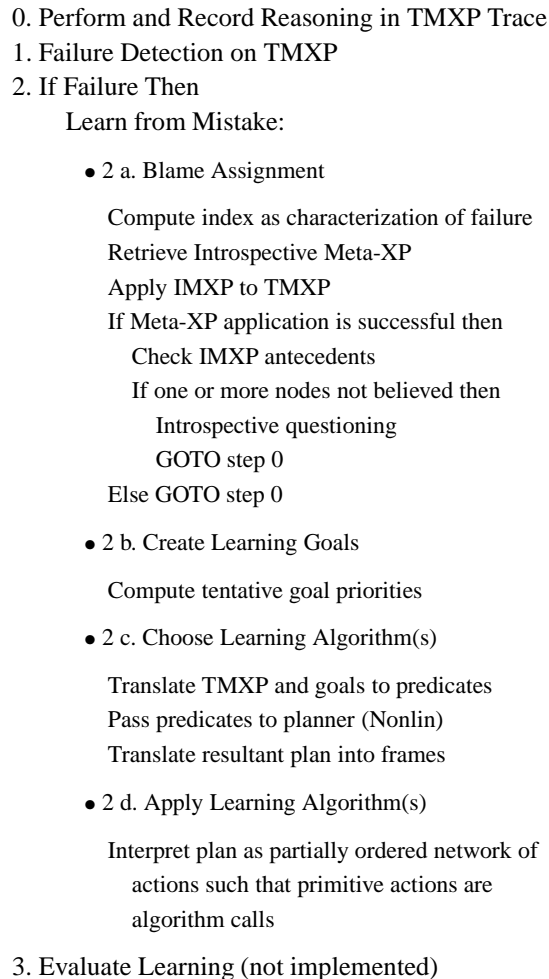 0. Perform and Record Reasoning in TMXP Trace
1. Failure Detection on TMXP
2. If Failure Then
Learn from Mistake:
● 2 a. Blame Assignment
Compute index as characterization of failure
Retrieve Introspective Meta-XP
Apply IMXP to TMXP
If Meta-XP application is successful then
Check IMXP antecedents
If one or more nodes not believed then
Introspective questioning
GOTO step 0
Else GOTO step 0
● 2 b. Create Learning Goals
Compute tentative goal priorities
● 2 c. Choose Learning Algorithm(s)
Translate TMXP and goals to predicates
Pass predicates to planner (Nonlin)
Translate resultant plan into frames
● 2 d. Apply Learning Algorithm(s)
Interpret plan as partially ordered network of
actions such that primitive actions are
algorithm calls
3. Evaluate Learning (not implemented)